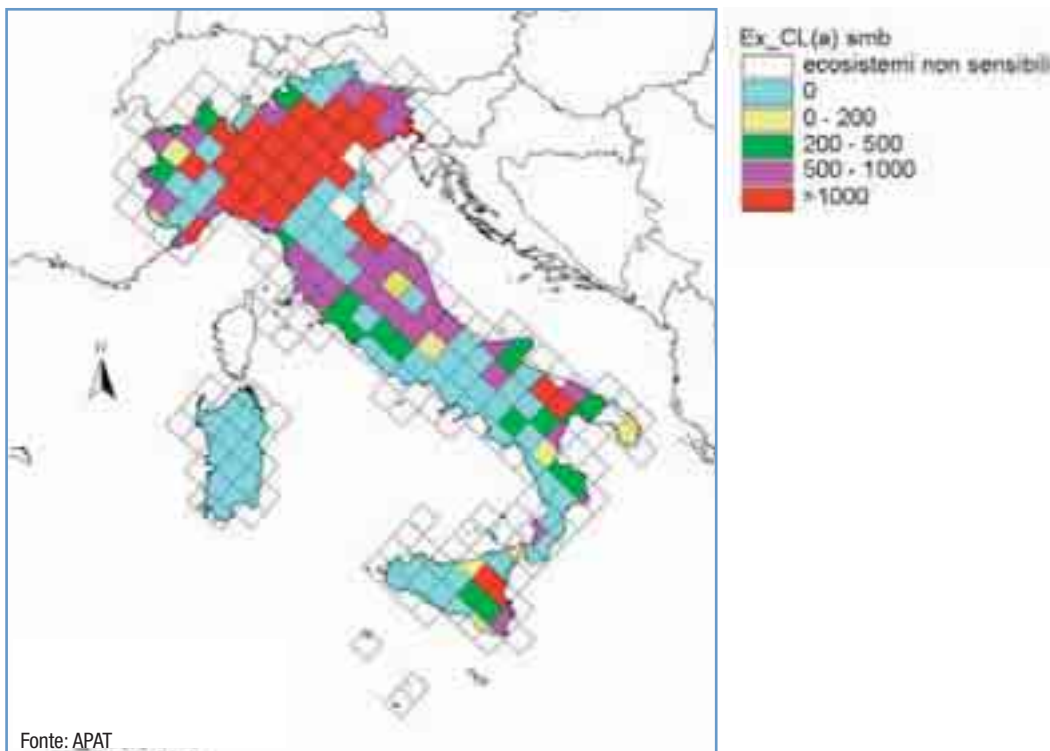 Ex_CL(a) smb
ecosistemi non sensibili
0
0 - 200
200 - 500
500 - 1000
>1000
N
Fonte: APAT